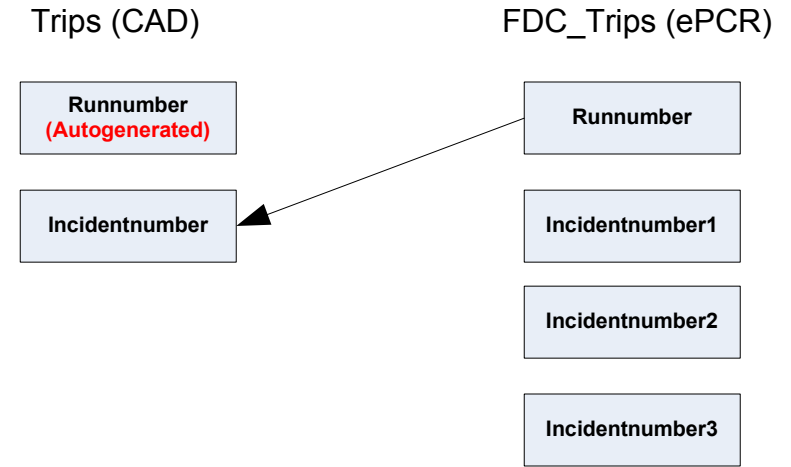 Trips (CAD)
FDC_Trips (ePCR)
Runnumber
(Autogenerated)
Runnumber
Incidentnumber
Incidentnumber1
Incidentnumber2
Incidentnumber3